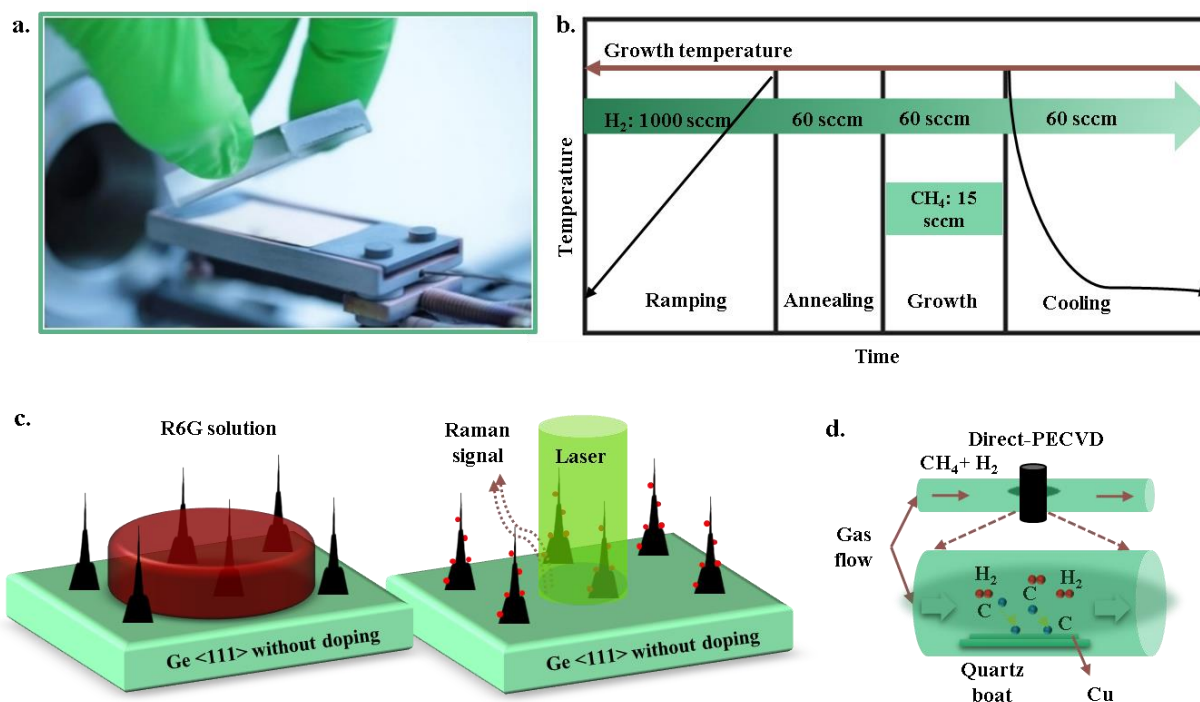 a.
b.
Growth temperature
H₂: 1000 sccm
60 sccm
60 sccm
60 sccm
CH₄: 15
sccm
Temperature
Ramping
Annealing
Growth
Cooling
Time
c.
R6G solution
Raman
signal
Laser
Ge <111> without doping
Ge <111> without doping
d.
Direct-PECVD
CH₄+ H₂
Gas
flow
H₂
H₂
C
C
C
Quartz
boat
Cu